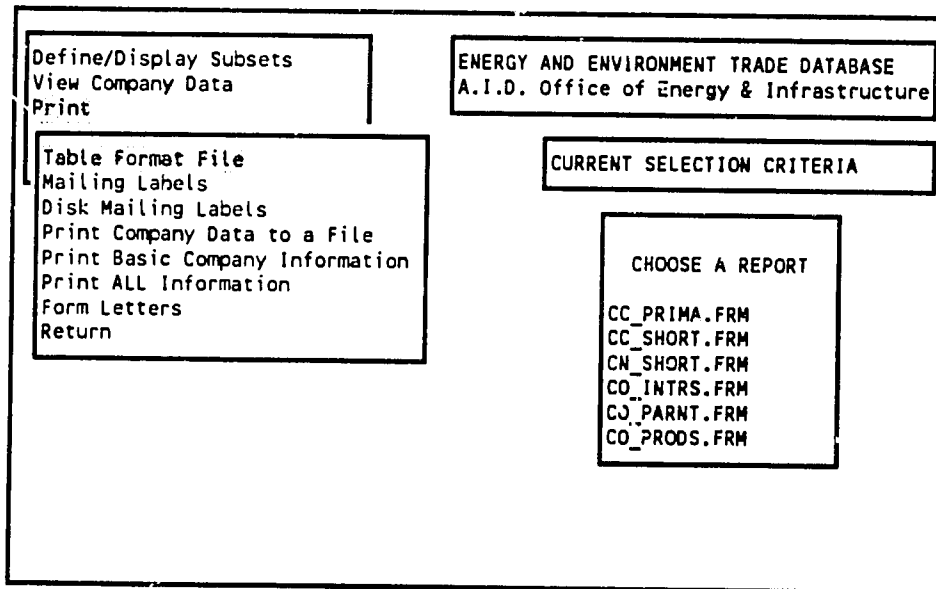 Define/Display Subsets
View Company Data
Print
Table Format File
Mailing Labels
Disk Mailing Labels
Print Company Data to a File
Print Basic Company Information
Print ALL Information
Form Letters
Return
ENERGY AND ENVIRONMENT TRADE DATABASE
A.I.D. Office of Energy & Infrastructure
CURRENT SELECTION CRITERIA
CHOOSE A REPORT
CC_PRIMA.FRM
CC_SHORT.FRM
CN_SHORT.FRM
CO_INTRS.FRM
CO_PARNT.FRM
CO_PRODS.FRM